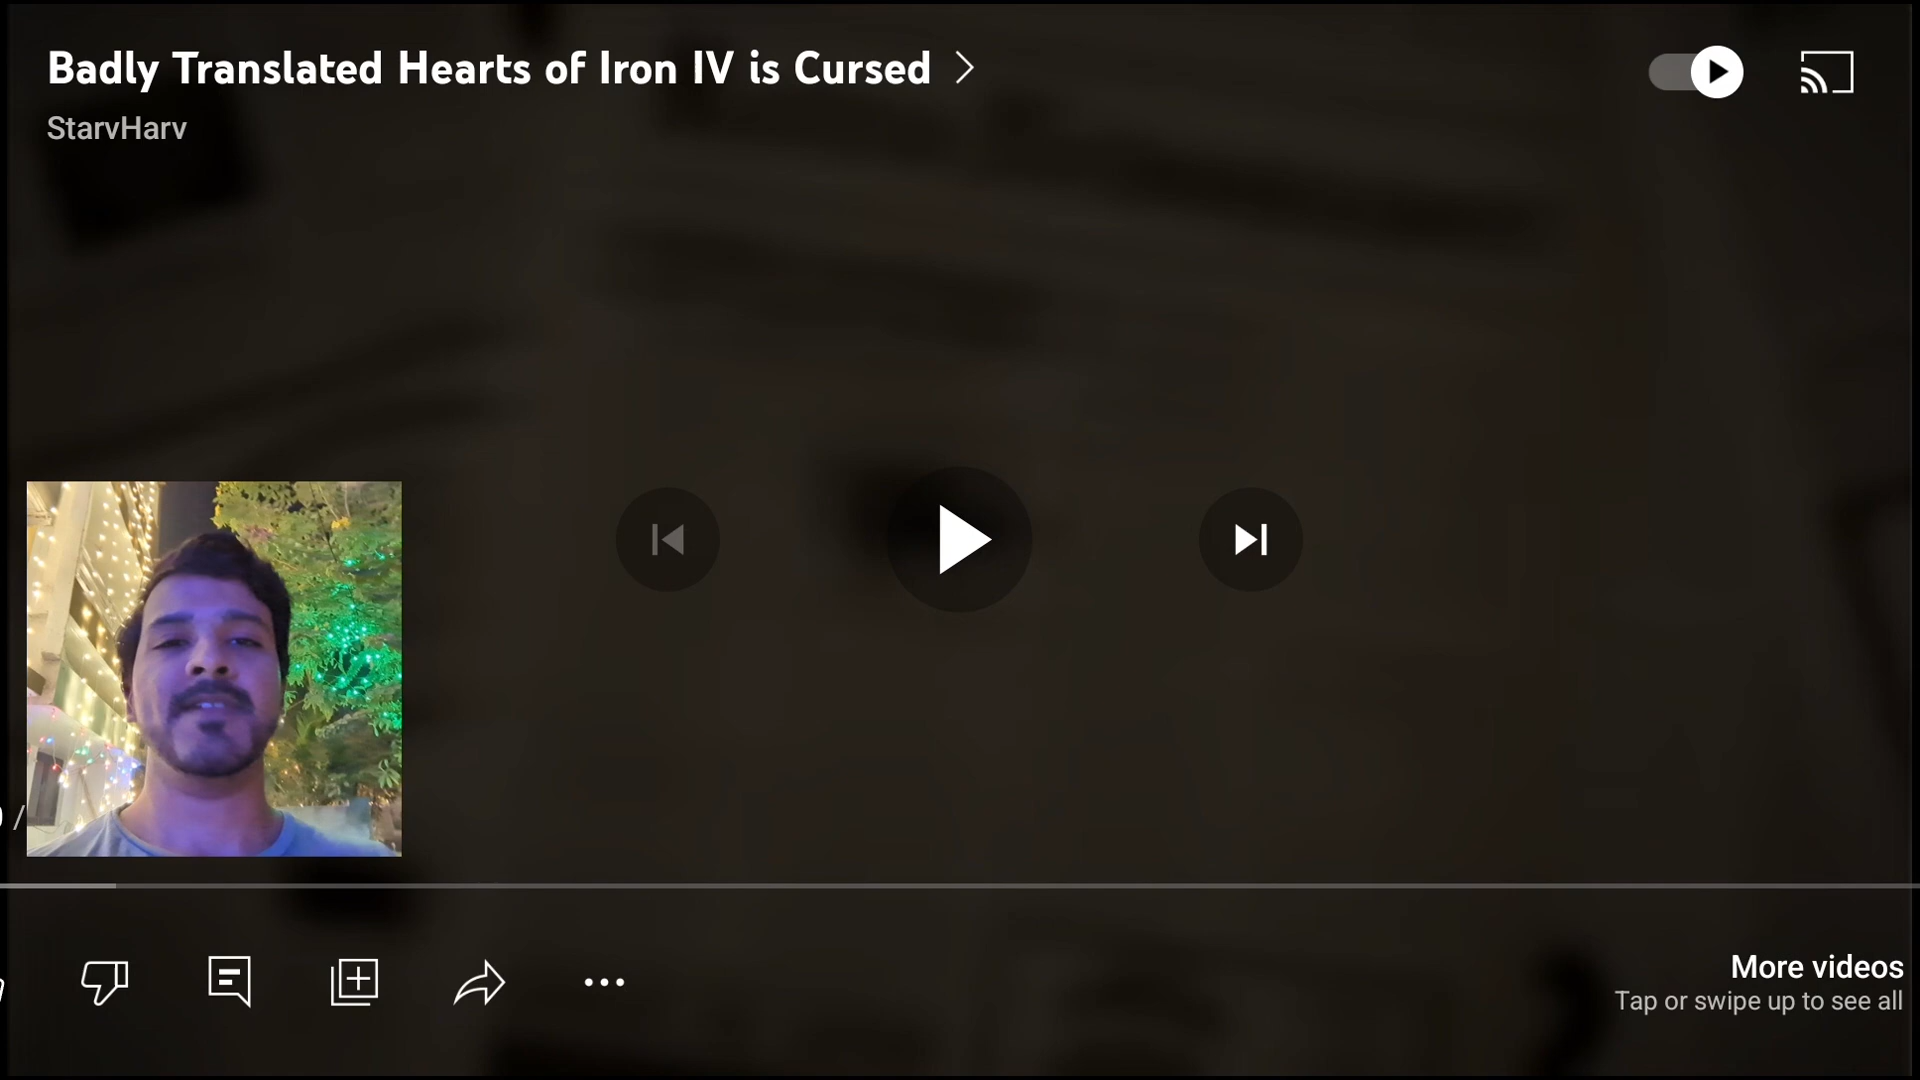 Badly Translated Hearts of Iron IV is Cursed
StarvHarv
/
More videos
Tap or swipe up to see all